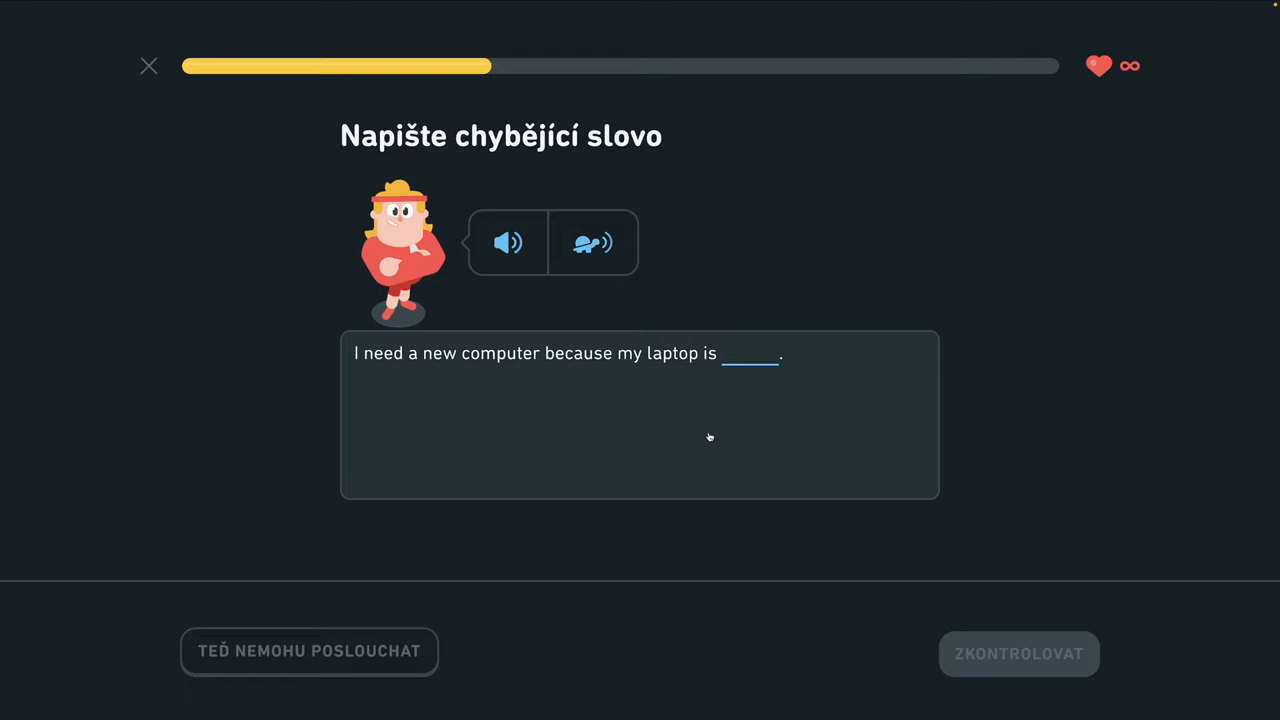 Napište chybějící slovo
I need a new computer because my laptop is ______.
TEĎ NEMOHU POSLOUCHAT
ZKONTROLOVAT